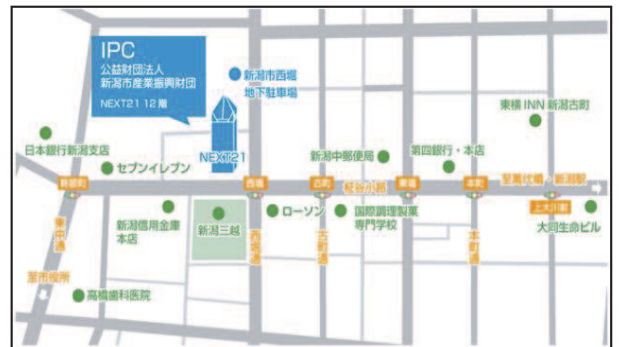 IPC
公益財団法人
新潟市産業振興財団
NEXT21 12階
新潟市西堀
地下駐車場
東横INN 新潟古町
日本銀行新潟支店
セブンイレブン
NEXT21
新潟中郵便局
第四銀行・本店
至萬代橋・新潟駅
新銀町
西堀
古町
柾谷小路
東堀
本町
上大川前
東中通
新潟信用金庫
本店
新潟三越
西堀通
ローソン
古町通
国際調理製菓
専門学校
本町通
大同生命ビル
至市役所
高橋歯科医院